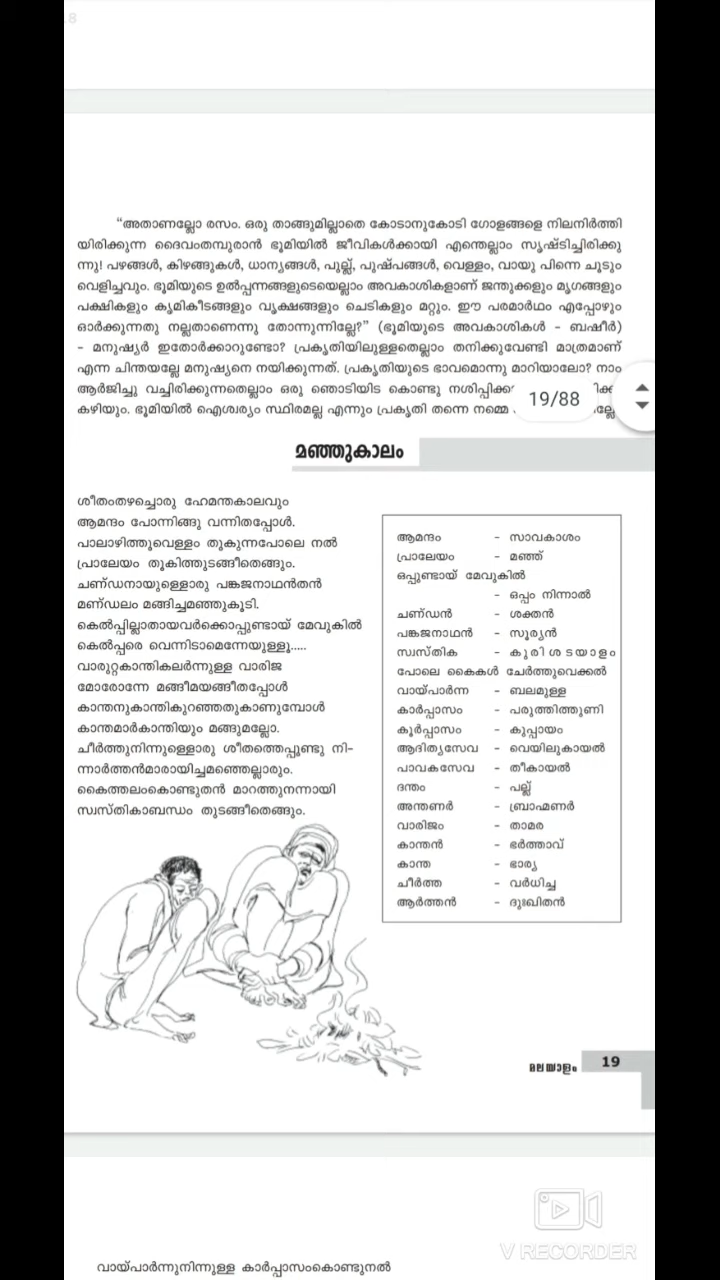 8
“അതാണല്ലോ രസം. ഒരു താങ്ങുമില്ലാതെ കോടാനുകോടി ഗോളങ്ങളെ നിലനിർത്തി
യിരിക്കുന്ന ദൈവംതമ്പുരാൻ ഭൂമിയിൽ ജീവികൾക്കായി എന്തെല്ലാം സൃഷ്ടിച്ചിരിക്കു
ന്നു! പഴങ്ങൾ, കിഴങ്ങുകൾ, ധാന്യങ്ങൾ, പുല്ല്, പുഷ്പങ്ങൾ, വെള്ളം, വായു പിന്നെ ചൂടും
വെളിച്ചവും. ഭൂമിയുടെ ഉൽപ്പന്നങ്ങളുടെയെല്ലാം അവകാശികളാണ് ജന്തുക്കളും മൃഗങ്ങളും
പക്ഷികളും കൃമികീടങ്ങളും വൃക്ഷങ്ങളും ചെടികളും മറ്റും. ഈ പരമാർഥം എപ്പോഴും
ഓർക്കുന്നതു നല്ലതാണെന്നു തോന്നുന്നില്ലേ?” (ഭൂമിയുടെ അവകാശികൾ - ബഷീർ)
- മനുഷ്യർ ഇതോർക്കാറുണ്ടോ? പ്രകൃതിയിലുള്ളതെല്ലാം തനിക്കുവേണ്ടി മാത്രമാണ്
എന്ന ചിന്തയല്ലേ മനുഷ്യനെ നയിക്കുന്നത്. പ്രകൃതിയുടെ ഭാവമൊന്നു മാറിയാലോ? നാം
ആർജിച്ചു വച്ചിരിക്കുന്നതെല്ലാം ഒരു ഞൊടിയിട കൊണ്ടു
കഴിയും. ഭൂമിയിൽ ഐശ്വര്യം സ്ഥിരമല്ല എന്നും പ്രകൃതി തന്നെ നമ്മെ
19/88
മഞ്ഞുകാലം
ശീതംതഴച്ചൊരു ഹേമന്തകാലവും
ആമന്ദം പോന്നിങ്ങു വന്നിതപ്പോൾ.
പാലാഴിത്തൂവെള്ളം തൂകുന്നപോലെ നൽ
പ്രാലേയം തൂകിത്തുടങ്ങീതെങ്ങും.
ചണ്ഡനായുള്ളൊരു പങ്കജനാഥൻതൻ
മണ്ഡലം മങ്ങിച്ചമഞ്ഞുകൂടി.
കെൽപ്പില്ലാതായവർക്കൊപ്പുണ്ടായ് മേവുകിൽ
കെൽപ്പരെ വെന്നിടാമെന്നേയുള്ളൂ.....
വാരുറ്റകാന്തികലർന്നുള്ള വാരിജ
മോരോന്നേ മങ്ങീമയങ്ങീതപ്പോൾ
കാന്തനുകാന്തികുറഞ്ഞതുകാണുമ്പോൾ
കാന്തമാർകാന്തിയും മങ്ങുമല്ലോ.
ചീർത്തുനിന്നുള്ളൊരു ശീതത്തെപ്പൂണ്ടു നി-
ന്നാർത്തൻമാരായിച്ചമഞ്ഞെല്ലാരും.
കൈത്തലംകൊണ്ടുതൻ മാറത്തുനന്നായി
സ്വസ്തികാബന്ധം തുടങ്ങീതെങ്ങും.
ആമന്ദം - സാവകാശം
പ്രാലേയം - മഞ്ഞ്
ഒപ്പുണ്ടായ് മേവുകിൽ
- ഒപ്പം നിന്നാൽ
ചണ്ഡൻ - ശക്തൻ
പങ്കജനാഥൻ - സൂര്യൻ
സ്വസ്തിക - കുരിശടയാളം
പോലെ കൈകൾ ചേർത്തുവെക്കൽ
വായ്പാർന്ന - ബലമുള്ള
കാർപ്പാസം - പരുത്തിത്തുണി
കൂർപ്പാസം - കുപ്പായം
ആദിത്യസേവ - വെയിലുകായൽ
പാവകസേവ - തീകായൽ
ദന്തം - പല്ല്
അന്തണർ - ബ്രാഹ്മണർ
വാരിജം - താമര
കാന്തൻ - ഭർത്താവ്
കാന്ത - ഭാര്യ
ചീർത്ത - വർധിച്ച
ആർത്തൻ - ദുഃഖിതൻ
മലയാളം 19
V RECORDER
വായ്പാർന്നുനിന്നുള്ള കാർപ്പാസംകൊണ്ടുനൽ